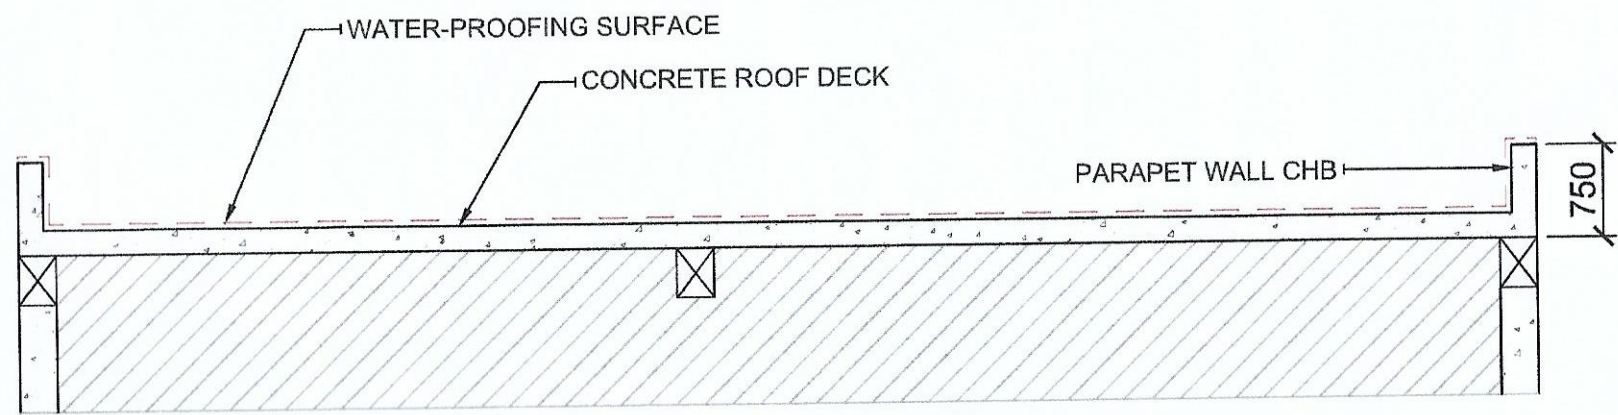 WATER-PROOFING SURFACE
CONCRETE ROOF DECK
PARAPET WALL CHB
750